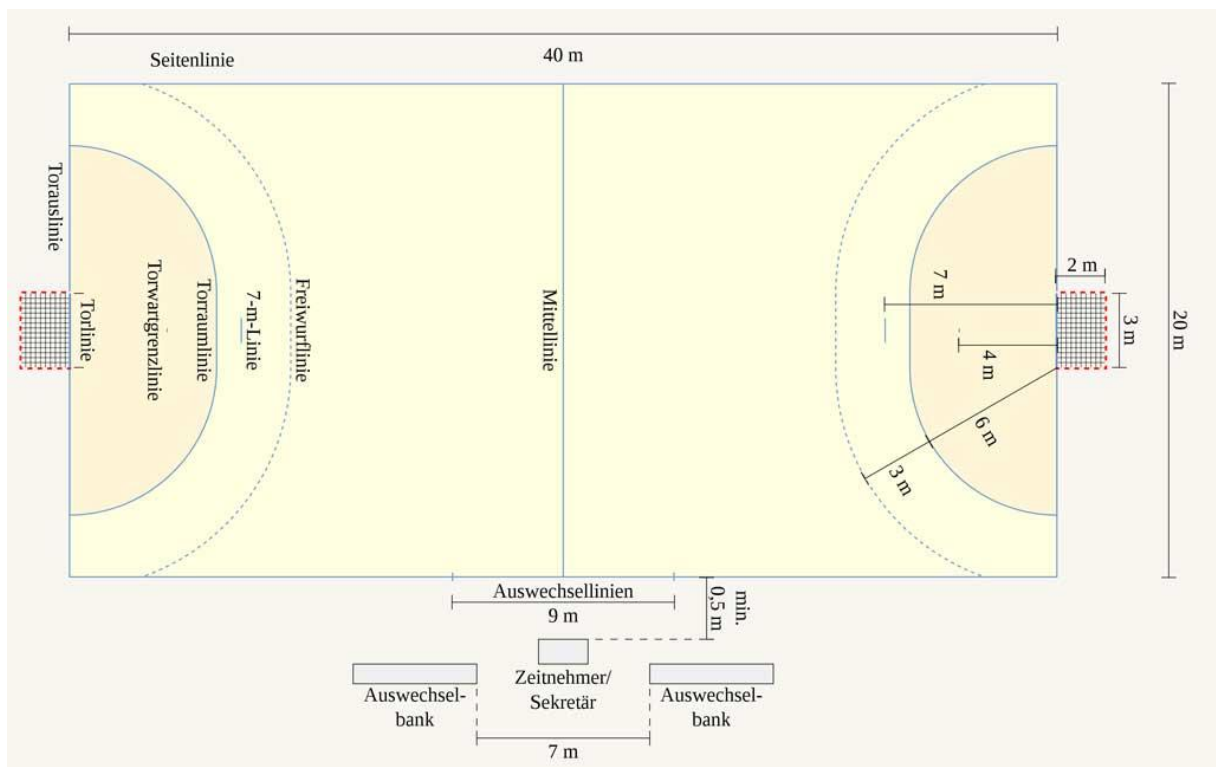 40 m
Seitenlinie
Torauslinie
Torlinie
Torwartgrenzlinie
Torraumlinie
7-m-Linie
Freiwurflinie
Mittellinie
7 m
4 m
6 m
3 m
2 m
3 m
20 m
Auswechsellinien
9 m
min.
0,5 m
Zeitnehmer/
Sekretär
Auswechsel-
bank
Auswechsel-
bank
7 m